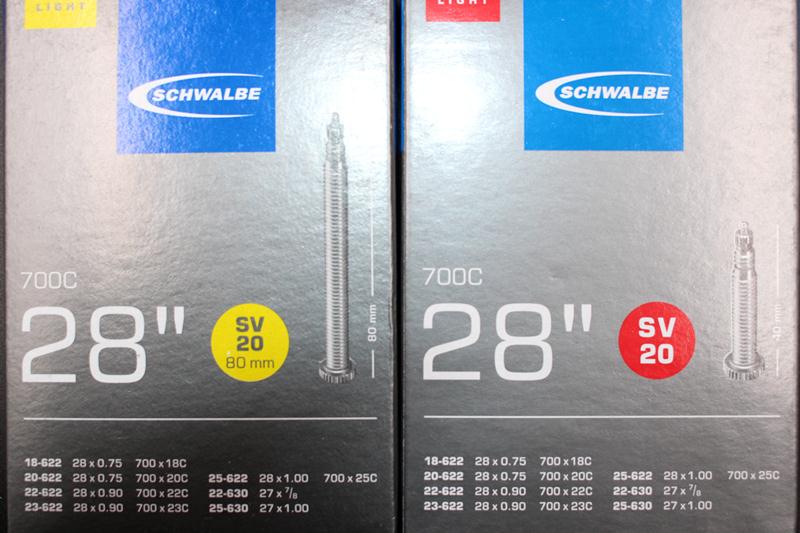 LIGHT
SCHWALBE
700C
28"
SV
20
80 mm
80 mm
18-622 28 x 0.75 700 x 18C
20-622 28 x 0.75 700 x 20C 25-622 28 x 1.00 700 x 25C
22-622 28 x 0.90 700 x 22C 22-630 27 x 7/8
23-622 28 x 0.90 700 x 23C 25-630 27 x 1.00
LIGHT
SCHWALBE
700C
28"
SV
20
40 mm
18-622 28 x 0.75 700 x 18C
20-622 28 x 0.75 700 x 20C 25-622 28 x 1.00 700 x 25C
22-622 28 x 0.90 700 x 22C 22-630 27 x 7/8
23-622 28 x 0.90 700 x 23C 25-630 27 x 1.00